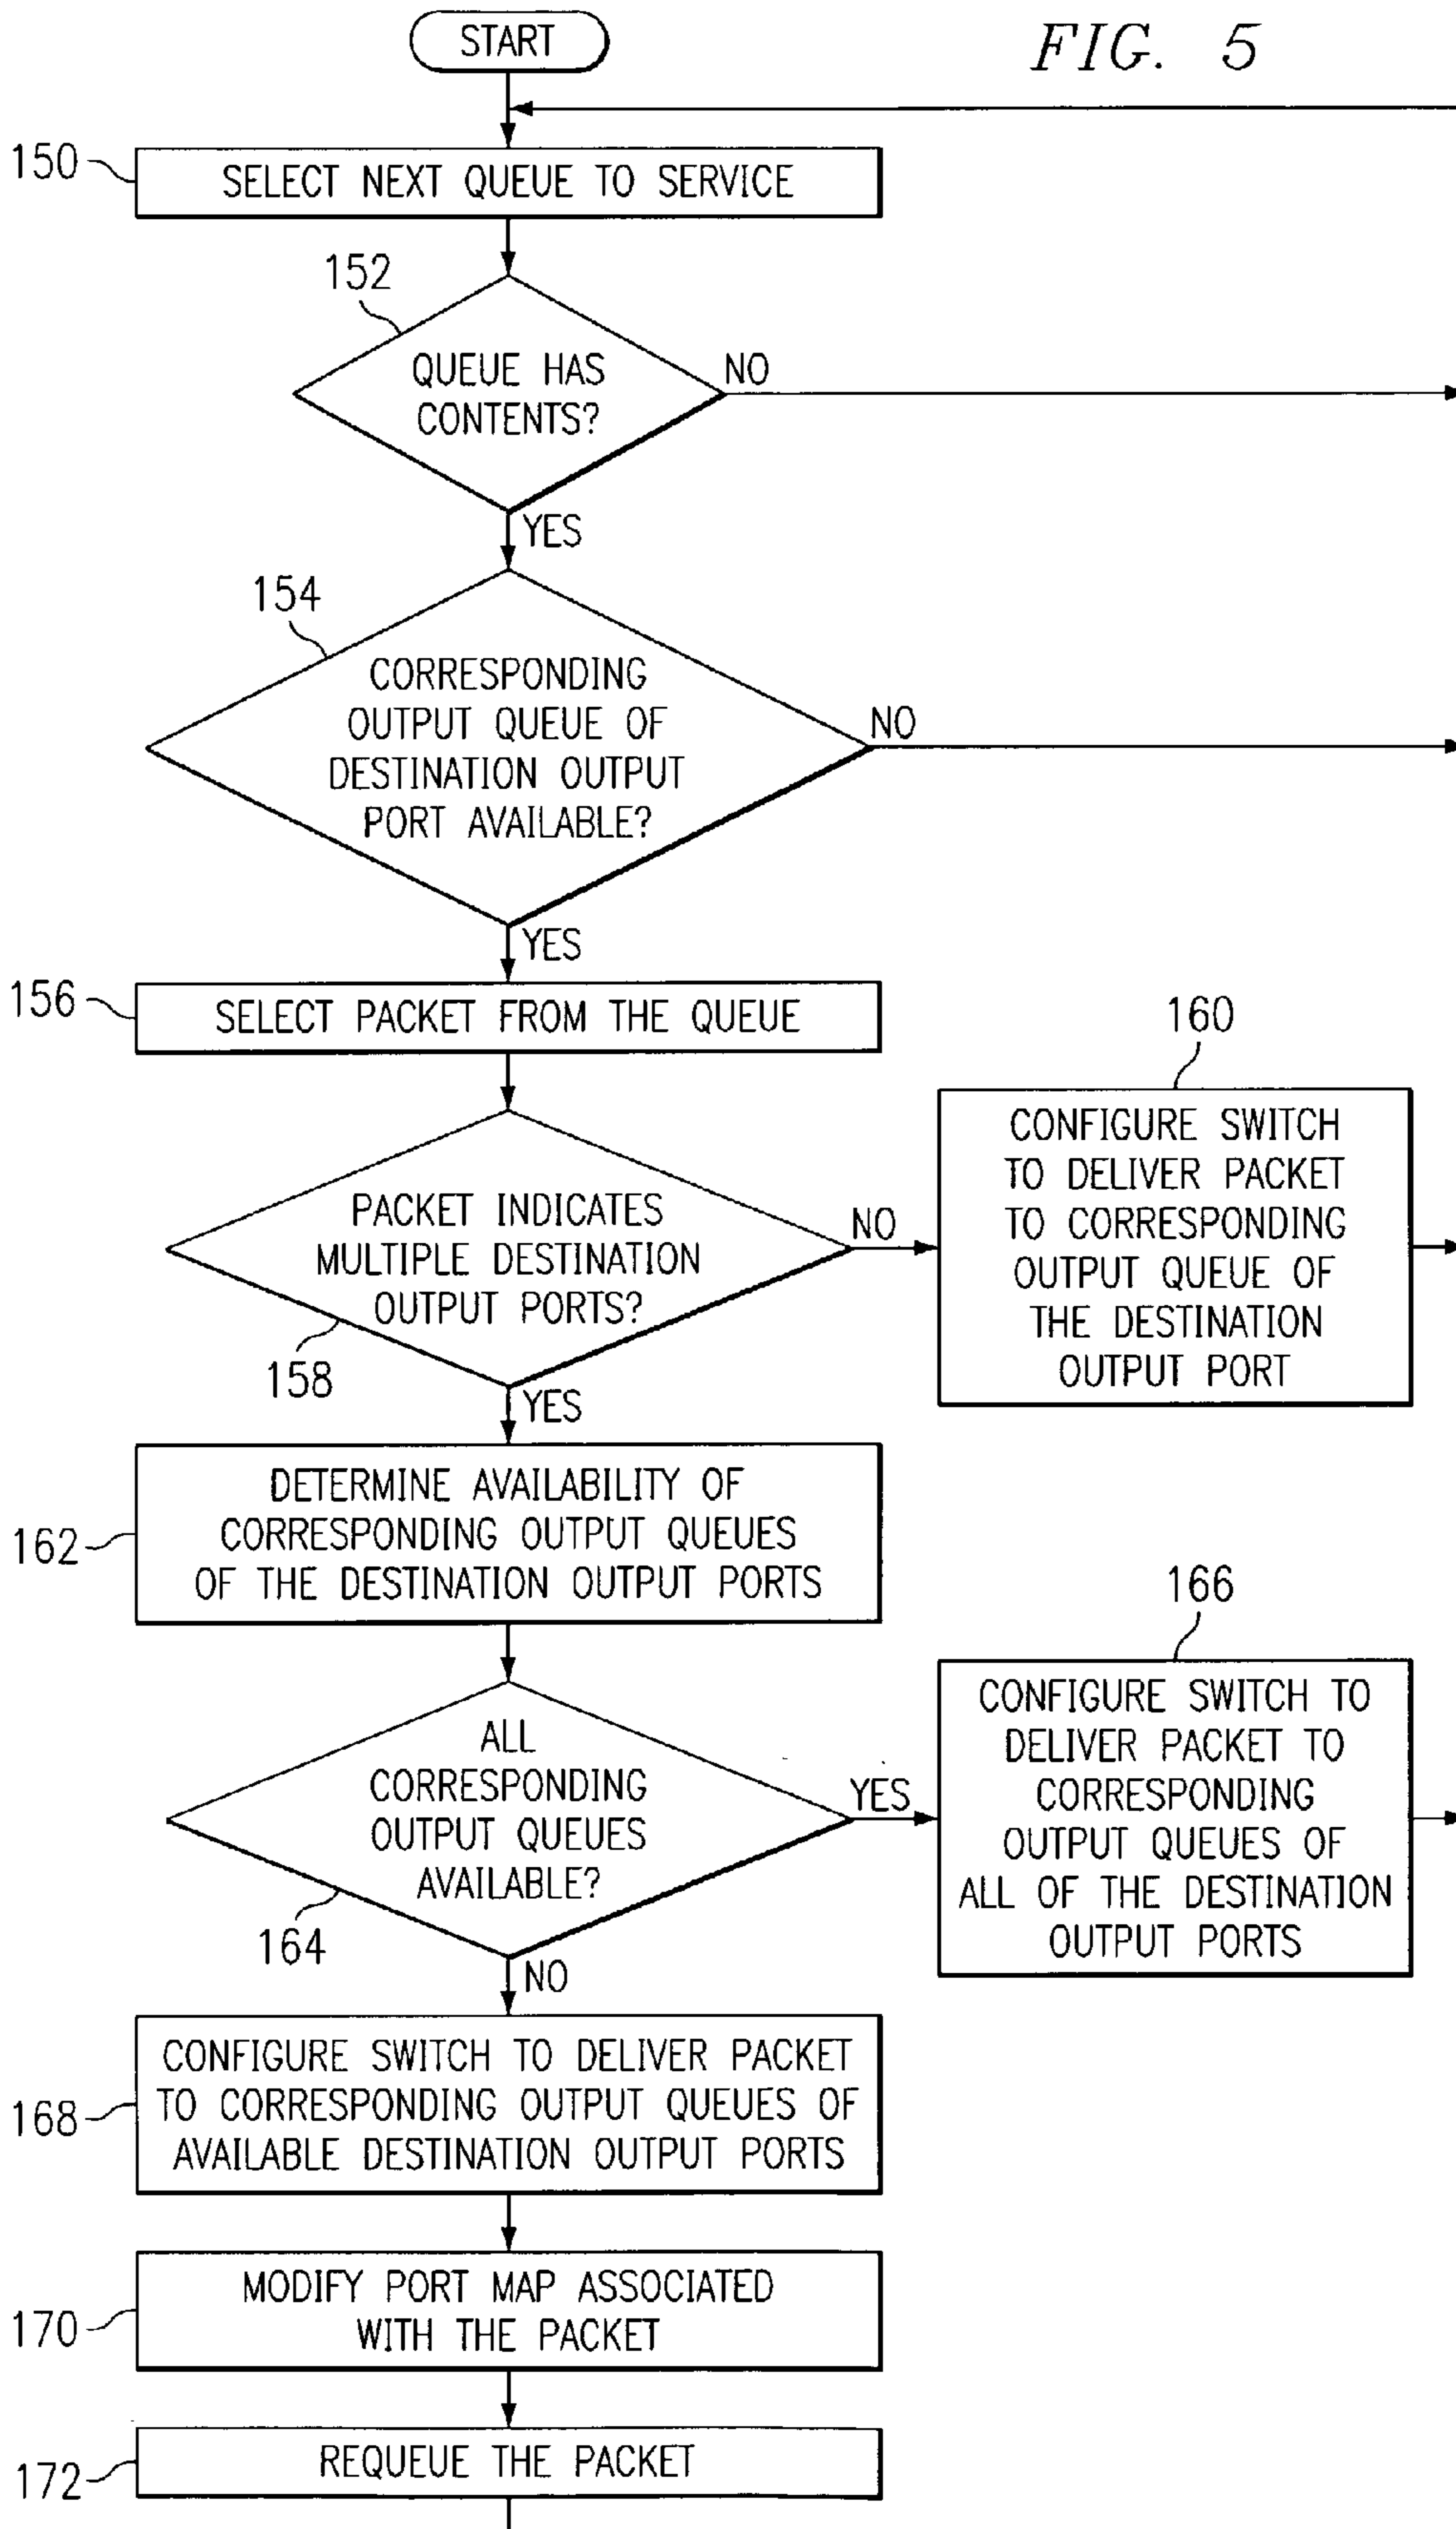 START
FIG. 5
150
SELECT NEXT QUEUE TO SERVICE
152
QUEUE HAS
CONTENTS?
NO
YES
154
CORRESPONDING
OUTPUT QUEUE OF
DESTINATION OUTPUT
PORT AVAILABLE?
NO
YES
156
SELECT PACKET FROM THE QUEUE
160
CONFIGURE SWITCH
TO DELIVER PACKET
TO CORRESPONDING
OUTPUT QUEUE OF
THE DESTINATION
OUTPUT PORT
PACKET INDICATES
MULTIPLE DESTINATION
OUTPUT PORTS?
NO
158
YES
162
DETERMINE AVAILABILITY OF
CORRESPONDING OUTPUT QUEUES
OF THE DESTINATION OUTPUT PORTS
166
CONFIGURE SWITCH TO
DELIVER PACKET TO
CORRESPONDING
OUTPUT QUEUES OF
ALL OF THE DESTINATION
OUTPUT PORTS
ALL
CORRESPONDING
OUTPUT QUEUES
AVAILABLE?
YES
164
NO
168
CONFIGURE SWITCH TO DELIVER PACKET
TO CORRESPONDING OUTPUT QUEUES OF
AVAILABLE DESTINATION OUTPUT PORTS
170
MODIFY PORT MAP ASSOCIATED
WITH THE PACKET
172
REQUEUE THE PACKET